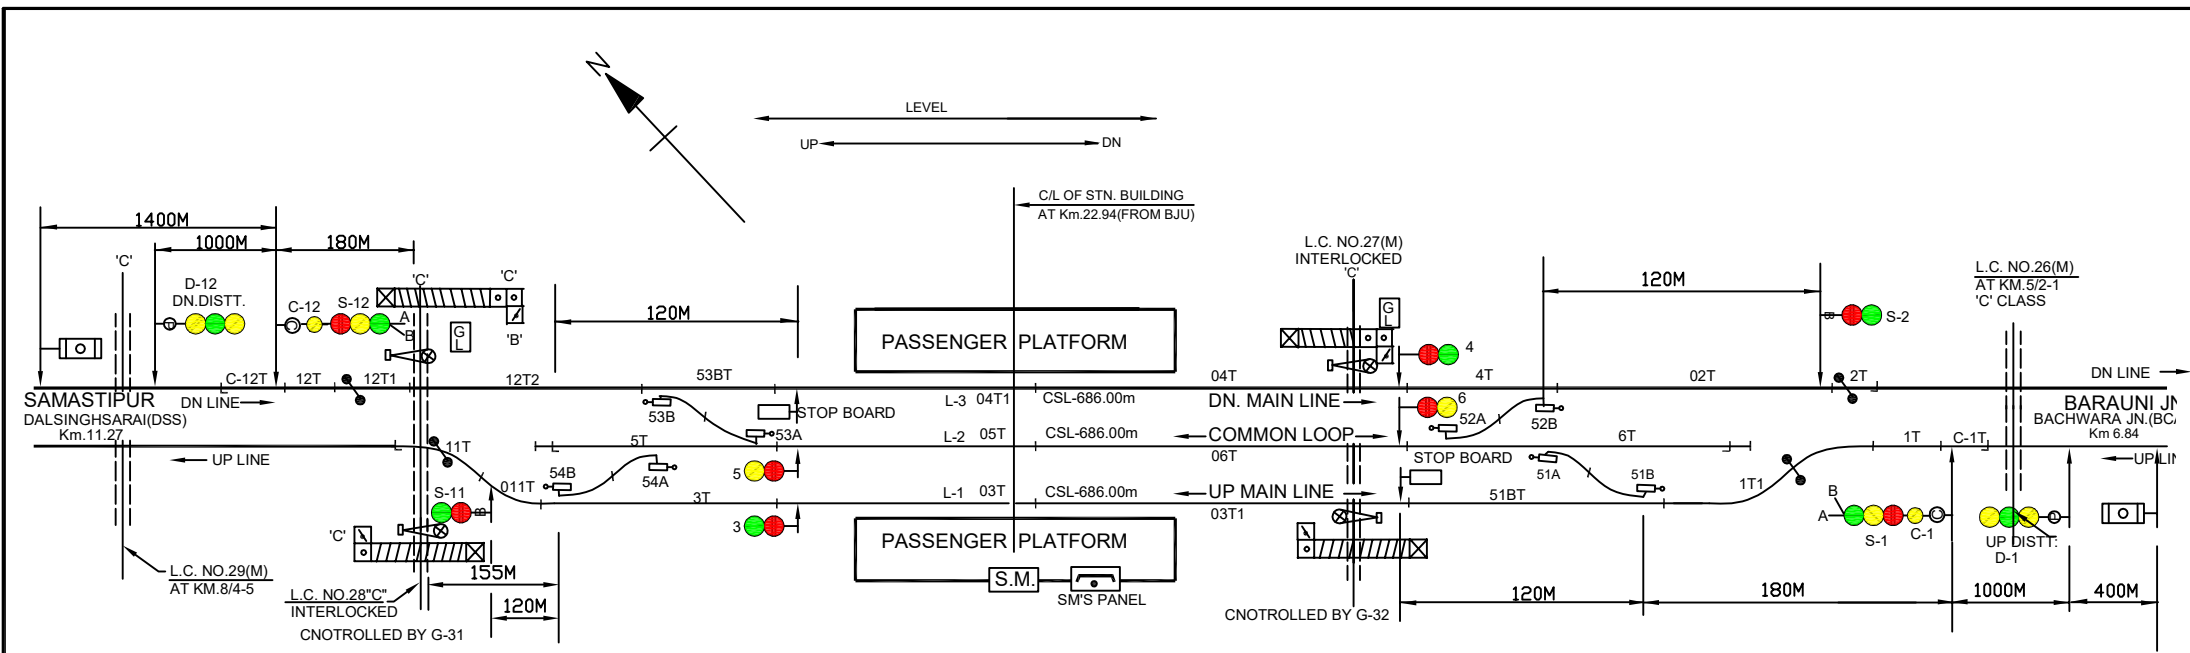 N
LEVEL
UP
DN
C/L OF STN. BUILDING
AT Km.22.94(FROM BJU)
1400M
1000M
180M
'C'
D-12
DN.DISTT.
C-12
S-12
A
B
P
C
'C'
'C'
'B'
G
L
120M
PASSENGER PLATFORM
L.C. NO.27(M)
INTERLOCKED
'C'
G
L
4
120M
B
S-2
L.C. NO.26(M)
AT KM.5/2-1
'C' CLASS
C-12T
12T
12T1
12T2
53BT
04T
4T
02T
2T
DN LINE
SAMASTIPUR
DALSINGHSARAI(DSS)
Km.11.27
DN LINE
53B
53A
STOP BOARD
L-3
04T1
CSL-686.00m
DN. MAIN LINE
6
52A
52B
BARAUNI JN
BACHWARA JN.(BCA
Km 6.84
11T
5T
L-2
05T
CSL-686.00m
COMMON LOOP
06T
6T
1T
C-1T
UP LINE
UP LIN
STOP BOARD
54B
54A
5
51A
51B
S-11
B
011T
3T
L-1
03T
CSL-686.00m
UP MAIN LINE
03T1
51BT
1T1
B
A
S-1
C-1
C
P
UP DISTT:
D-1
'C'
3
PASSENGER PLATFORM
S.M.
SM'S PANEL
L.C. NO.29(M)
AT KM.8/4-5
L.C. NO.28"C"
INTERLOCKED
CNOTROLLED BY G-31
155M
120M
CNOTROLLED BY G-32
120M
180M
1000M
400M